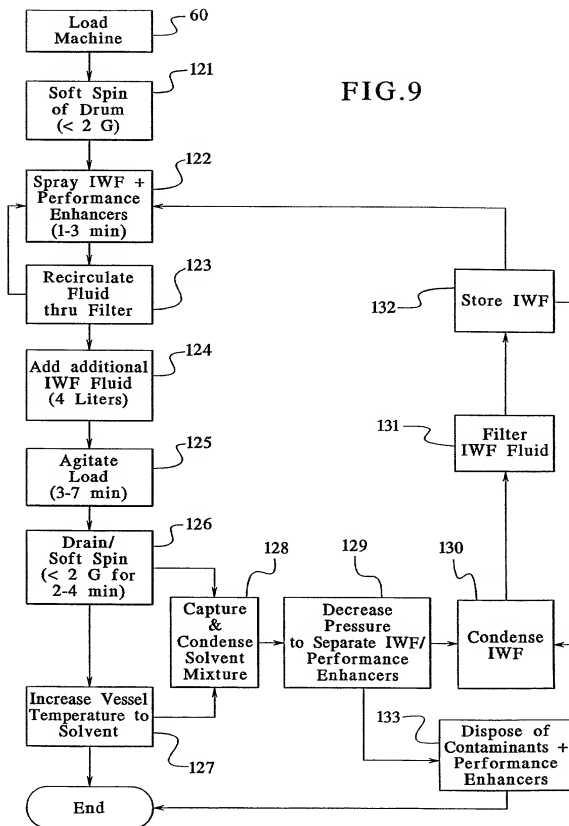 FIG.9
Load
Machine
60
Soft Spin
of Drum
(< 2 G)
121
Spray IWF +
Performance
Enhancers
(1-3 min)
122
Recirculate
Fluid
thru Filter
123
Add additional
IWF Fluid
(4 Liters)
124
Agitate
Load
(3-7 min)
125
Drain/
Soft Spin
(< 2 G for
2-4 min)
126
Increase Vessel
Temperature to
Solvent
127
End
Capture
&
Condense
Solvent
Mixture
128
Decrease
Pressure
to Separate IWF/
Performance
Enhancers
129
Condense
IWF
130
Filter
IWF Fluid
131
Store IWF
132
Dispose of
Contaminants +
Performance
Enhancers
133